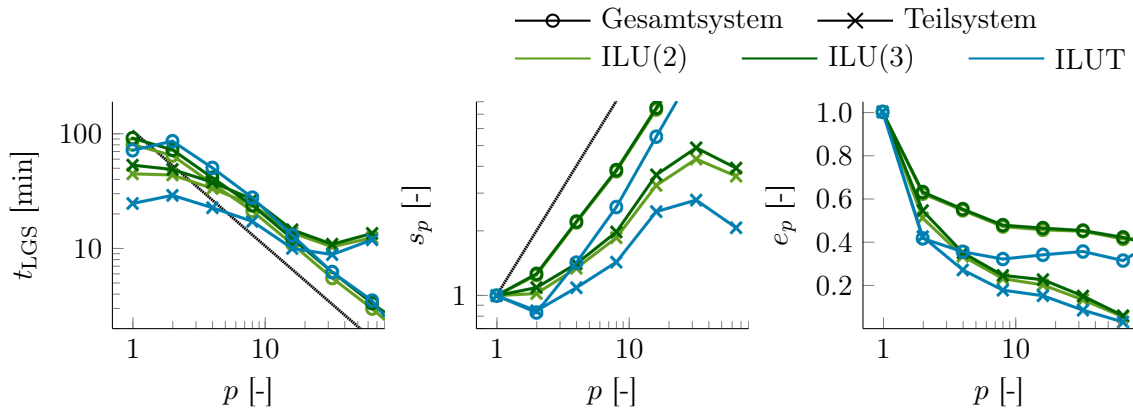 Gesamtsystem Teilsystem
ILU(2) ILU(3) ILUT
t_LGS [min]
100
10
1 10
p [-]
s_p [-]
1
1 10
p [-]
e_p [-]
1.0
0.8
0.6
0.4
0.2
1 10
p [-]